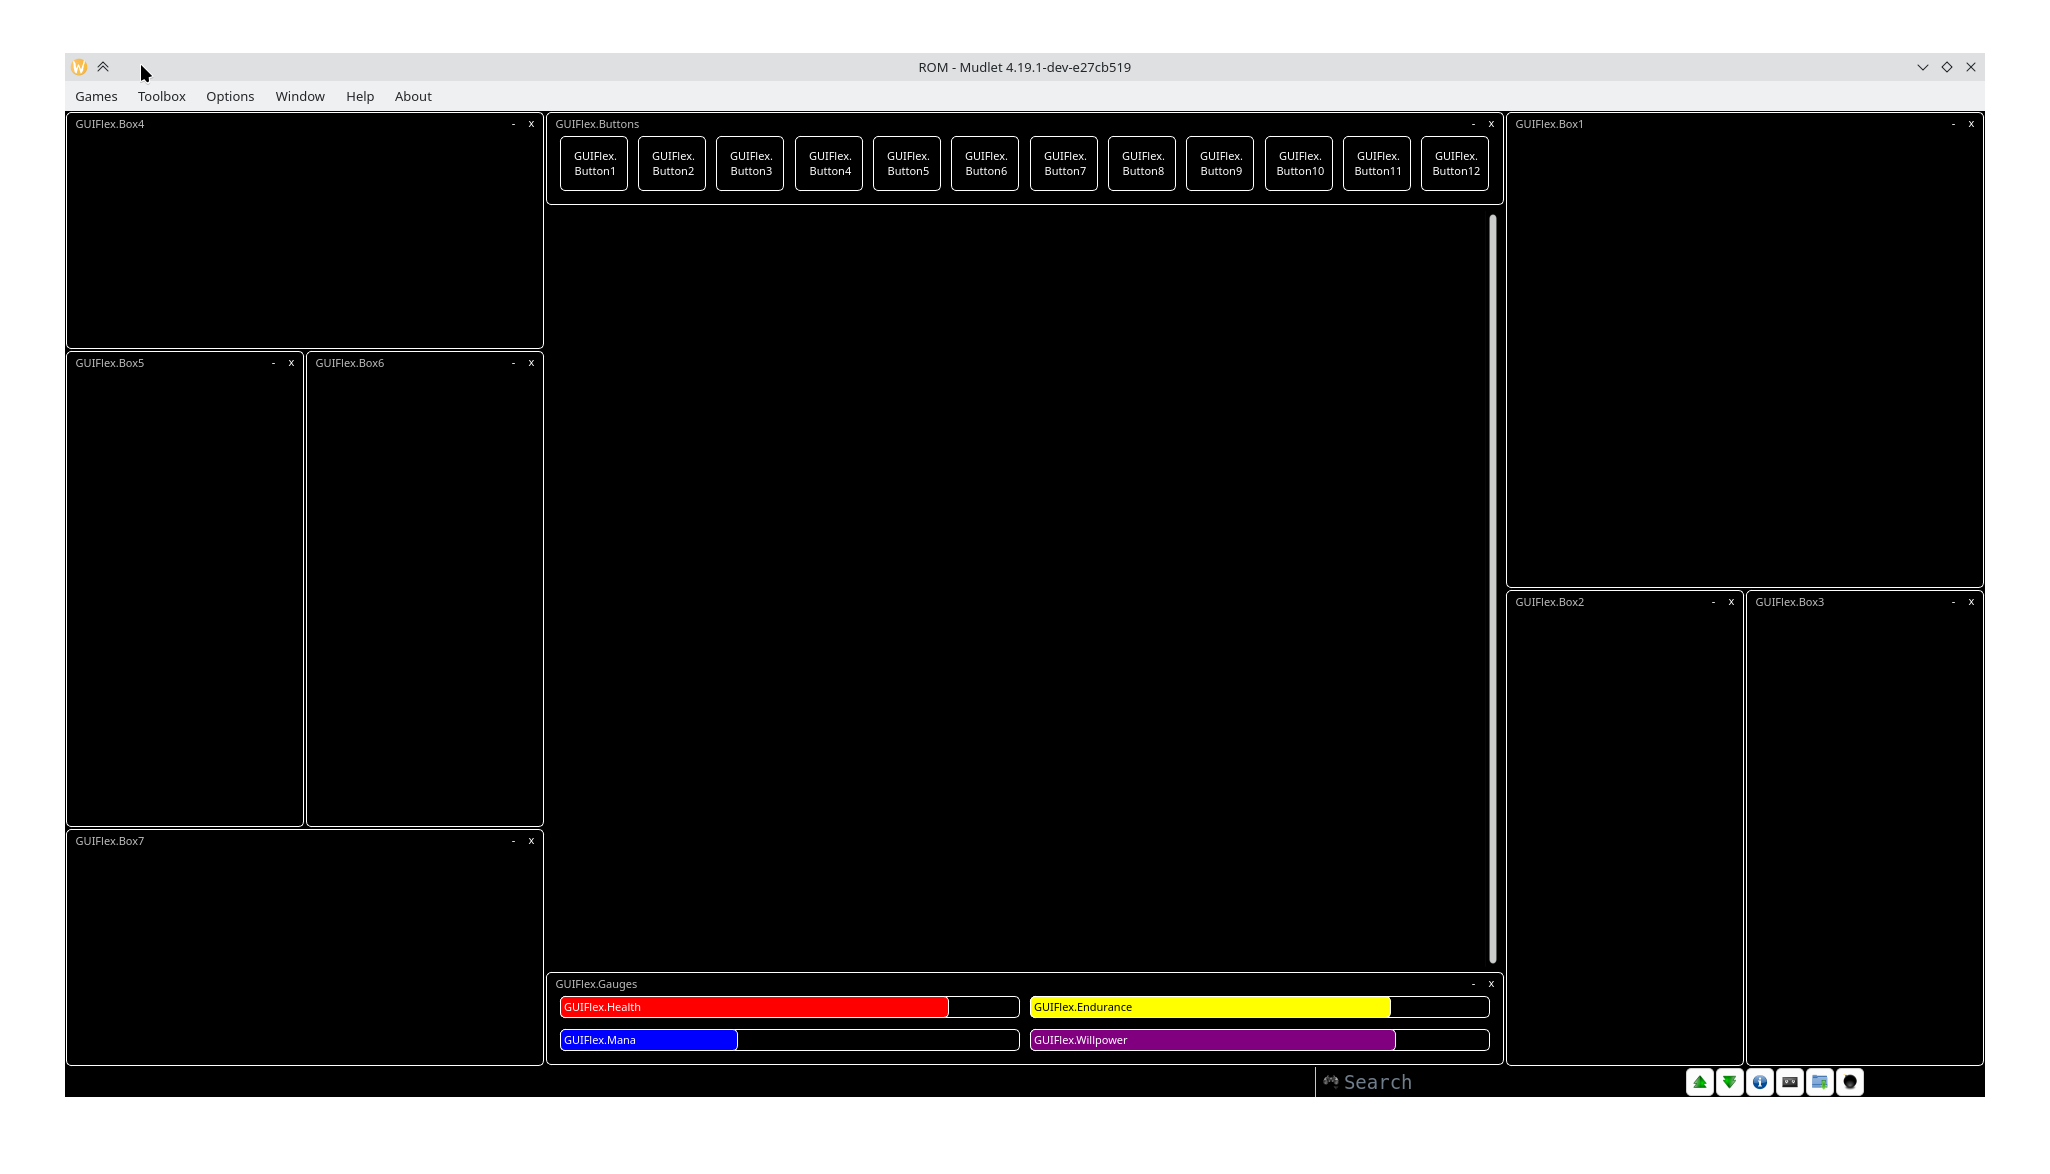 ROM - Mudlet 4.19.1-dev-e27cb519
Games Toolbox Options Window Help About
GUIFlex.Box4 - x
GUIFlex.Buttons - x
GUIFlex.Box1 - x
GUIFlex.
Button1
GUIFlex.
Button2
GUIFlex.
Button3
GUIFlex.
Button4
GUIFlex.
Button5
GUIFlex.
Button6
GUIFlex.
Button7
GUIFlex.
Button8
GUIFlex.
Button9
GUIFlex.
Button10
GUIFlex.
Button11
GUIFlex.
Button12
GUIFlex.Box5 - x
GUIFlex.Box6 - x
GUIFlex.Box2 - x
GUIFlex.Box3 - x
GUIFlex.Box7 - x
GUIFlex.Gauges - x
GUIFlex.Health
GUIFlex.Endurance
GUIFlex.Mana
GUIFlex.Willpower
Search